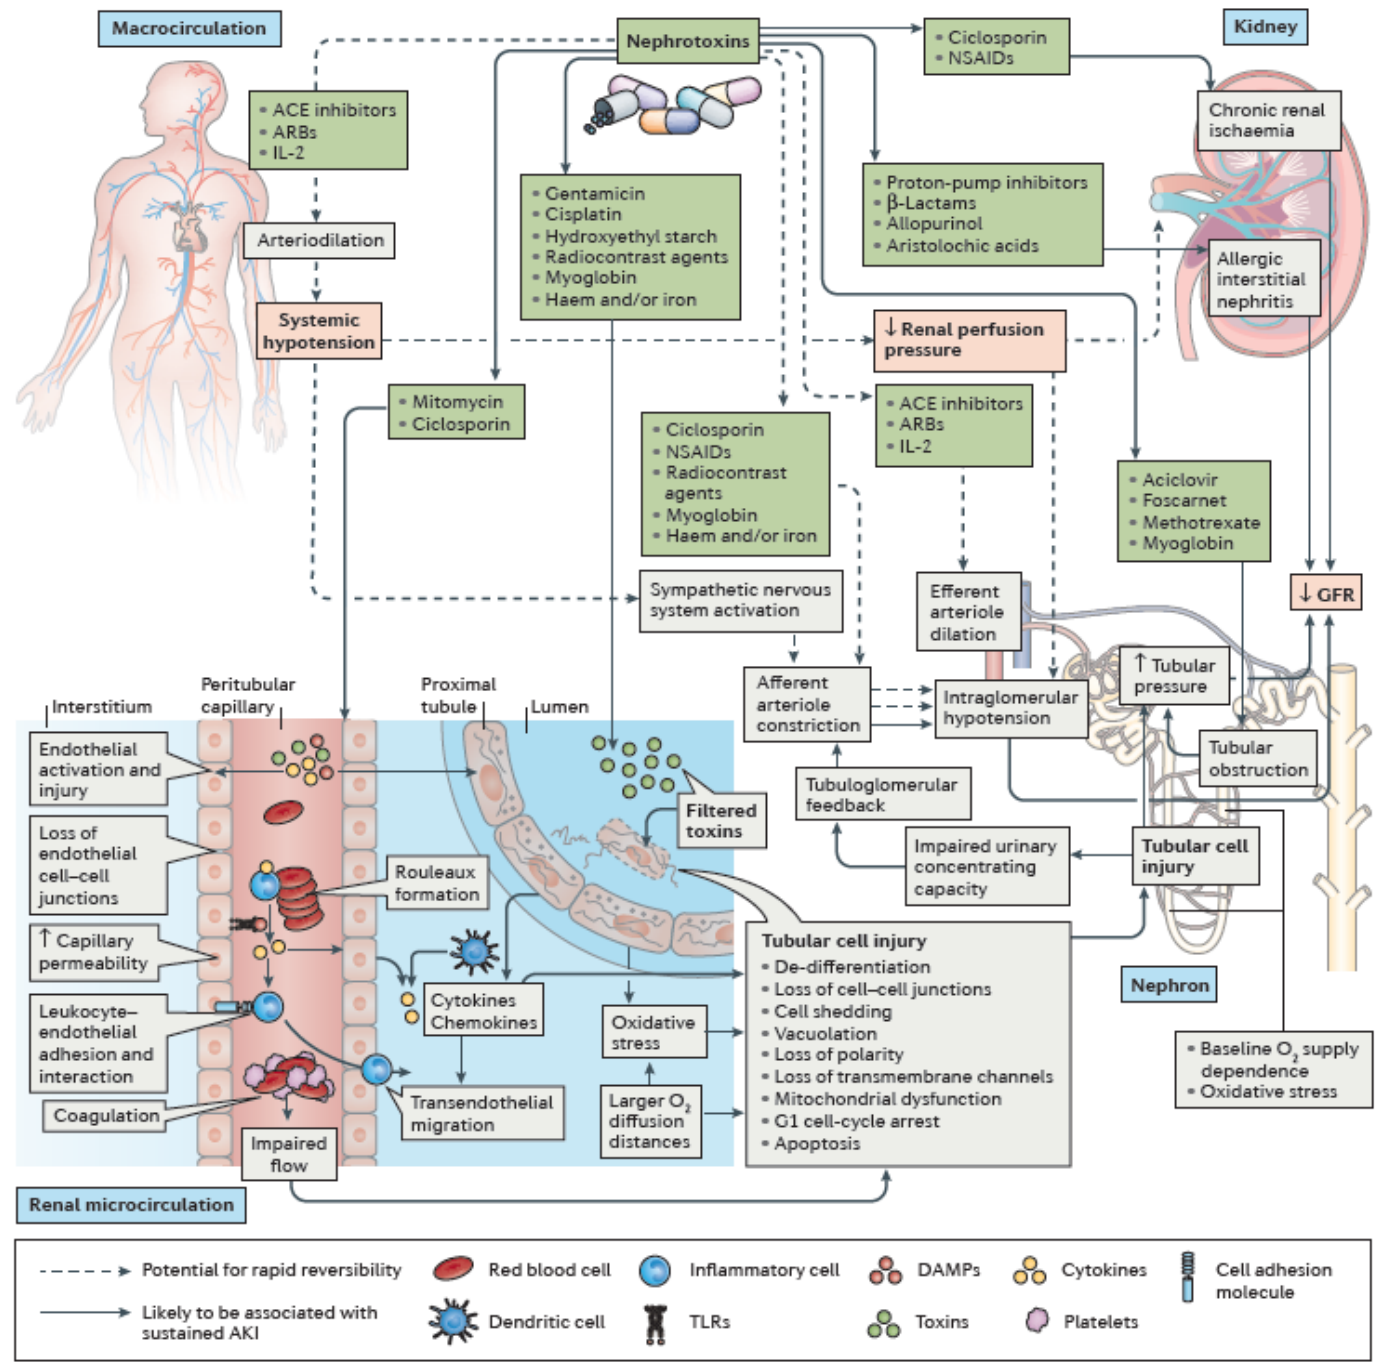 Macrocirculation
Nephrotoxins
Kidney
• Ciclosporin
• NSAIDs
• ACE inhibitors
• ARBs
• IL-2
Chronic renal
ischaemia
• Gentamicin
• Cisplatin
• Hydroxyethyl starch
• Radiocontrast agents
• Myoglobin
• Haem and/or iron
• Proton-pump inhibitors
• β-Lactams
• Allopurinol
• Aristolochic acids
Arteriodilation
Allergic
interstitial
nephritis
Systemic
hypotension
↓ Renal perfusion
pressure
• Mitomycin
• Ciclosporin
• Ciclosporin
• NSAIDs
• Radiocontrast
agents
• Myoglobin
• Haem and/or iron
• ACE inhibitors
• ARBs
• IL-2
• Aciclovir
• Foscarnet
• Methotrexate
• Myoglobin
Sympathetic nervous
system activation
Efferent
arteriole
dilation
↓ GFR
Afferent
arteriole
constriction
Intraglomerular
hypotension
↑ Tubular
pressure
Tubular
obstruction
Tubuloglomerular
feedback
Impaired urinary
concentrating
capacity
Tubular cell
injury
Interstitium
Peritubular
capillary
Proximal
tubule
Lumen
Endothelial
activation and
injury
Filtered
toxins
Loss of
endothelial
cell–cell
junctions
Rouleaux
formation
↑ Capillary
permeability
Leukocyte–
endothelial
adhesion and
interaction
Coagulation
Cytokines
Chemokines
Oxidative
stress
Transendothelial
migration
Larger O₂
diffusion
distances
Impaired
flow
Tubular cell injury
• De-differentiation
• Loss of cell–cell junctions
• Cell shedding
• Vacuolation
• Loss of polarity
• Loss of transmembrane channels
• Mitochondrial dysfunction
• G1 cell-cycle arrest
• Apoptosis
Nephron
• Baseline O₂ supply
dependence
• Oxidative stress
Renal microcirculation
Potential for rapid reversibility
Red blood cell
Inflammatory cell
DAMPs
Cytokines
Cell adhesion
molecule
Likely to be associated with
sustained AKI
Dendritic cell
TLRs
Toxins
Platelets